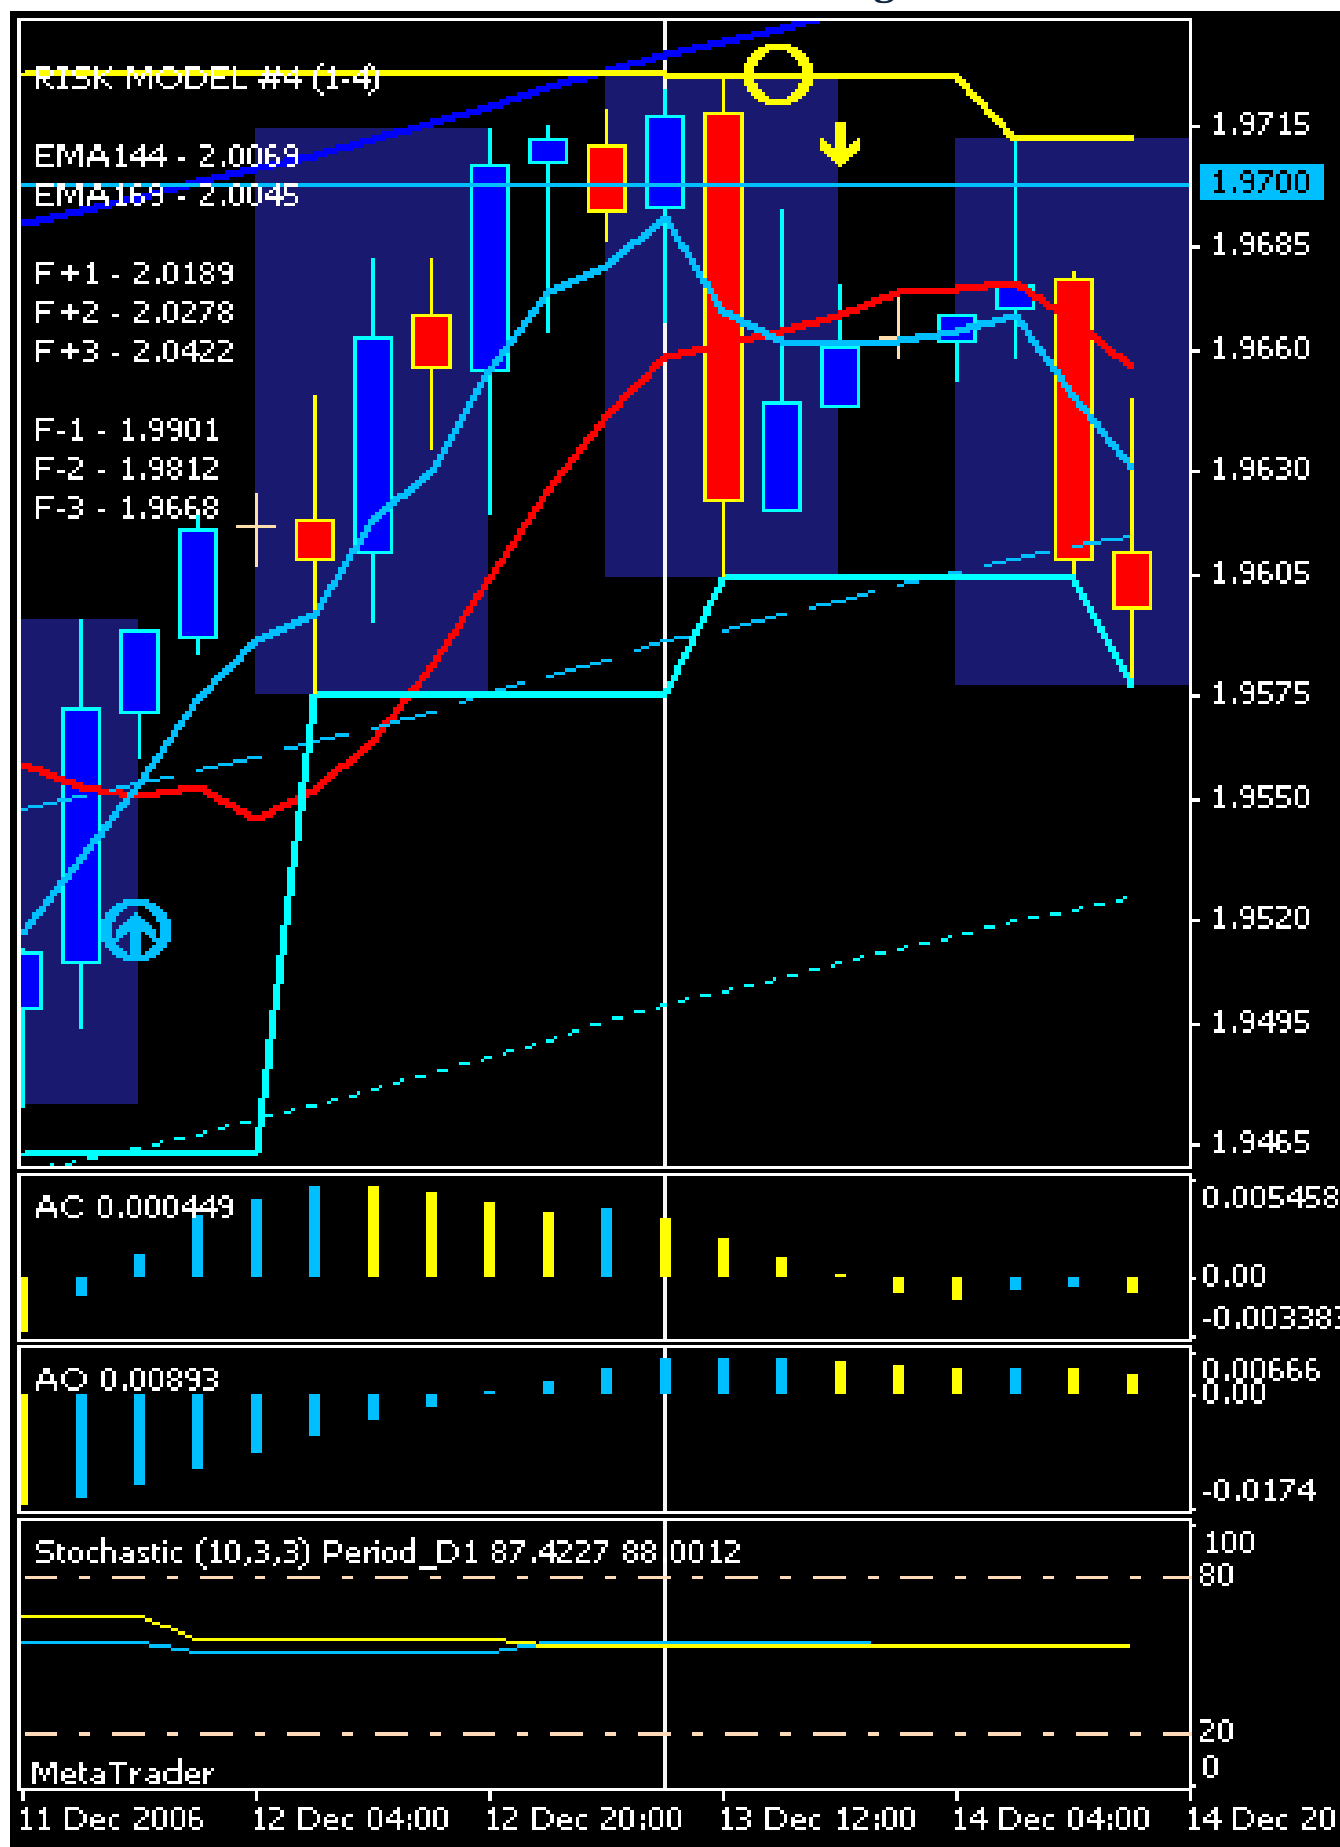 RISK MODEL #4 (1-4)
EMA144 - 2.0069
EMA169 - 2.0045
F+1 - 2.0189
F+2 - 2.0278
F+3 - 2.0422
F-1 - 1.9901
F-2 - 1.9812
F-3 - 1.9668
1.9715
1.9700
1.9685
1.9660
1.9630
1.9605
1.9575
1.9550
1.9520
1.9495
1.9465
AC 0.000449
0.005458
0.00
-0.003383
AO 0.00893
0.00666
0.00
-0.0174
Stochastic (10,3,3) Period_D1 87.4227 88.0012
100
80
20
0
MetaTrader
11 Dec 2006 12 Dec 04:00 12 Dec 20:00 13 Dec 12:00 14 Dec 04:00 14 Dec 20